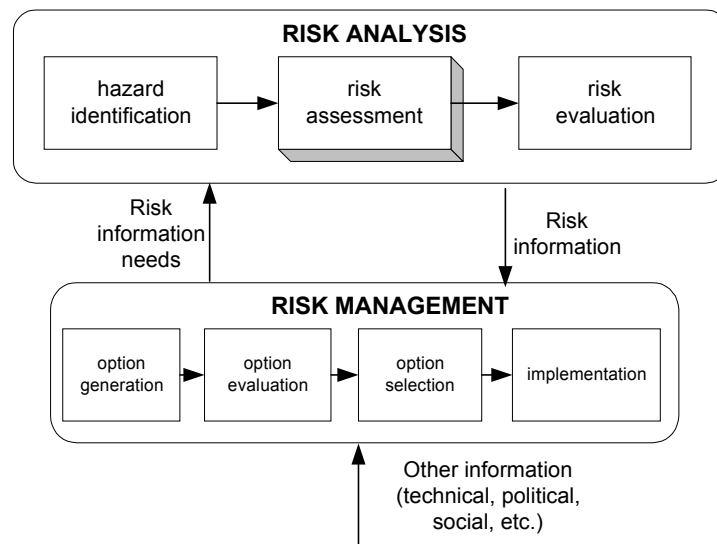 RISK ANALYSIS
hazard
identification
risk
assessment
risk
evaluation
Risk
information
needs
Risk
information
RISK MANAGEMENT
option
generation
option
evaluation
option
selection
implementation
Other information
(technical, political,
social, etc.)